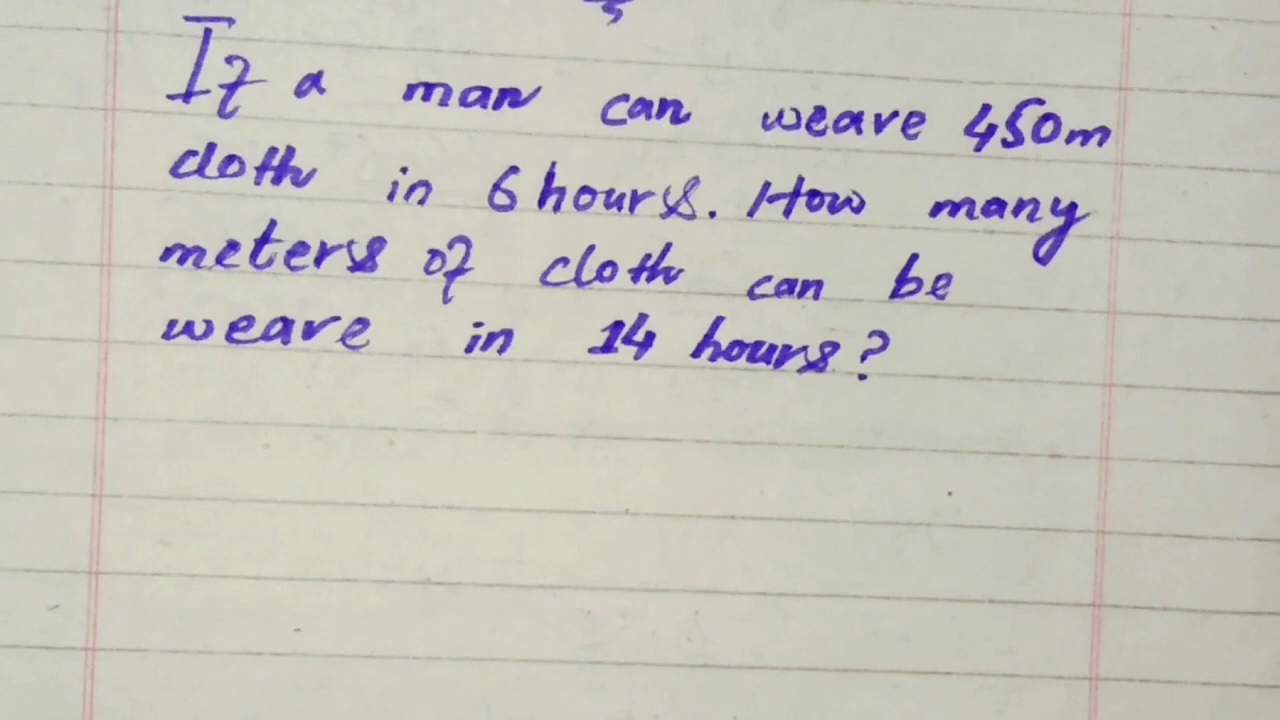 If a man can weave 450m
cloth in 6 hours. How many
meters of cloth can be
weave in 14 hours?